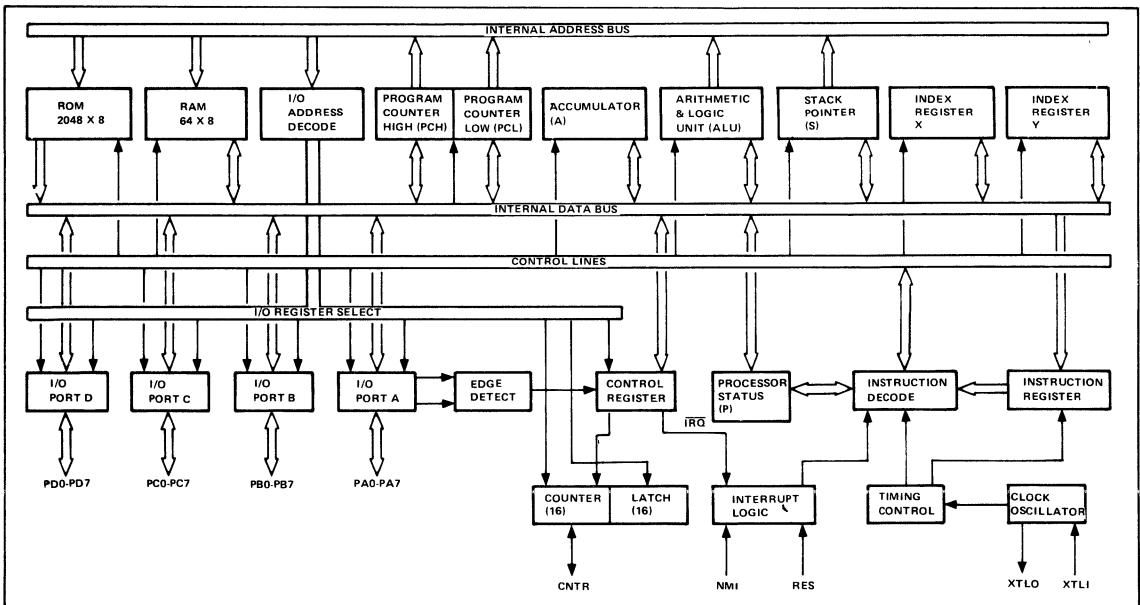 INTERNAL ADDRESS BUS
ROM
2048 X 8
RAM
64 X 8
I/O
ADDRESS
DECODE
PROGRAM
COUNTER
HIGH (PCH)
PROGRAM
COUNTER
LOW (PCL)
ACCUMULATOR
(A)
ARITHMETIC
& LOGIC
UNIT (ALU)
STACK
POINTER
(S)
INDEX
REGISTER
X
INDEX
REGISTER
Y
INTERNAL DATA BUS
CONTROL LINES
I/O REGISTER SELECT
I/O
PORT D
I/O
PORT C
I/O
PORT B
I/O
PORT A
EDGE
DETECT
CONTROL
REGISTER
PROCESSOR
STATUS
(P)
INSTRUCTION
DECODE
INSTRUCTION
REGISTER
IRQ
PD0-PD7
PC0-PC7
PB0-PB7
PA0-PA7
COUNTER
(16)
LATCH
(16)
INTERRUPT
LOGIC
TIMING
CONTROL
CLOCK
OSCILLATOR
CNTR
NMI
RES
XTLO
XTLI